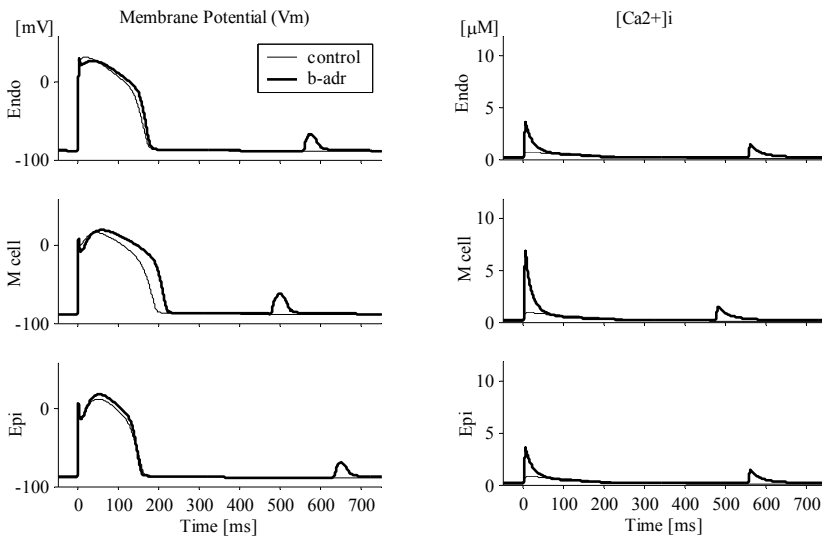 Membrane Potential (Vm)
[mV]
0
-100
Endo
control
b-adr
0
-100
M cell
0
-100
Epi
0 100 200 300 400 500 600 700
Time [ms]
[Ca2+]i
[µM]
10
5
0
Endo
10
5
0
M cell
10
5
0
Epi
0 100 200 300 400 500 600 700
Time [ms]